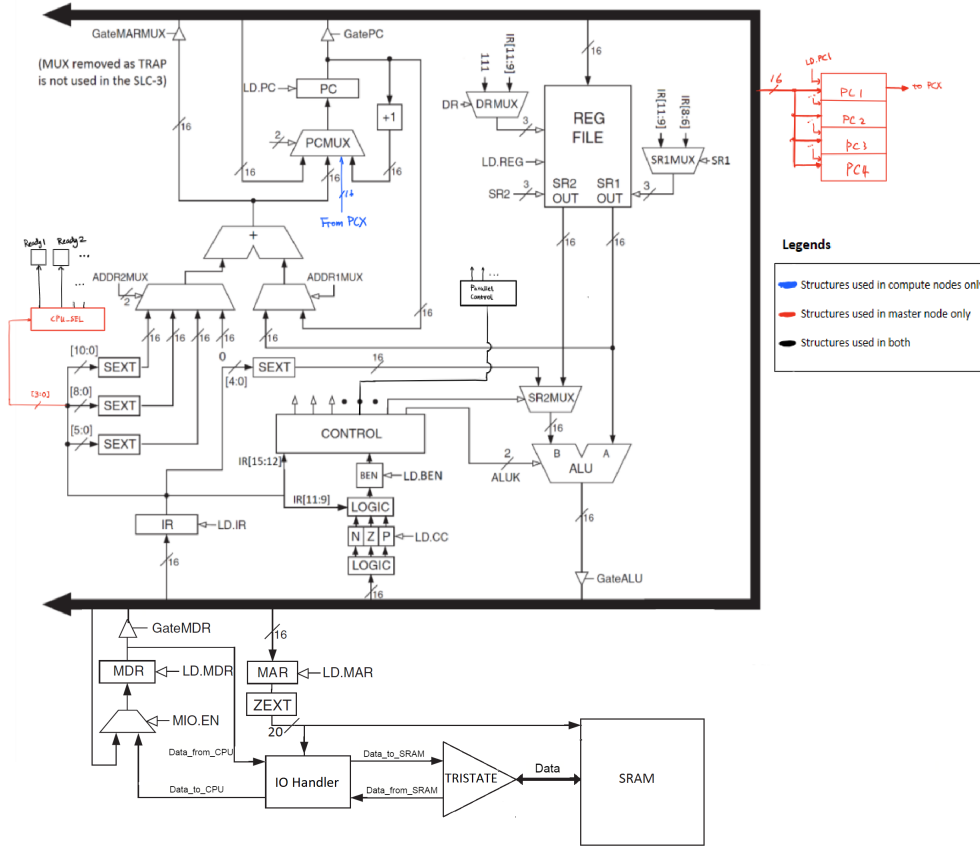 GateMARMUX
GatePC
(MUX removed as TRAP
is not used in the SLC-3)
16
LD.PC
PC
+1
2
PCMUX
16
16
16
16
16
From PCX
+
111
IR[11:9]
DR
DRMUX
3
LD.REG
SR2
3
REG
FILE
SR2
OUT
SR1
OUT
16
IR[11:9]
IR[8:6]
SR1MUX
SR1
3
16
16
16
LD.PC1
PC1
PC2
PC3
PC4
to PCX
Legends
Structures used in compute nodes only
Structures used in master node only
Structures used in both
Ready1
Ready2
...
...
CPU_SEL
[3:0]
ADDR2MUX
2
ADDR1MUX
16
16
16
16
16
16
0
[10:0]
SEXT
[8:0]
SEXT
[5:0]
SEXT
[4:0]
SEXT
16
...
Parallel
Control
CONTROL
SR2MUX
16
B
A
ALU
2
ALUK
IR[15:12]
BEN
LD.BEN
IR[11:9]
LOGIC
N
Z
P
LD.CC
LOGIC
16
IR
LD.IR
16
16
GateALU
GateMDR
MDR
LD.MDR
MIO.EN
16
MAR
LD.MAR
ZEXT
20
Data_from_CPU
Data_to_CPU
IO Handler
Data_to_SRAM
Data_from_SRAM
TRISTATE
Data
SRAM